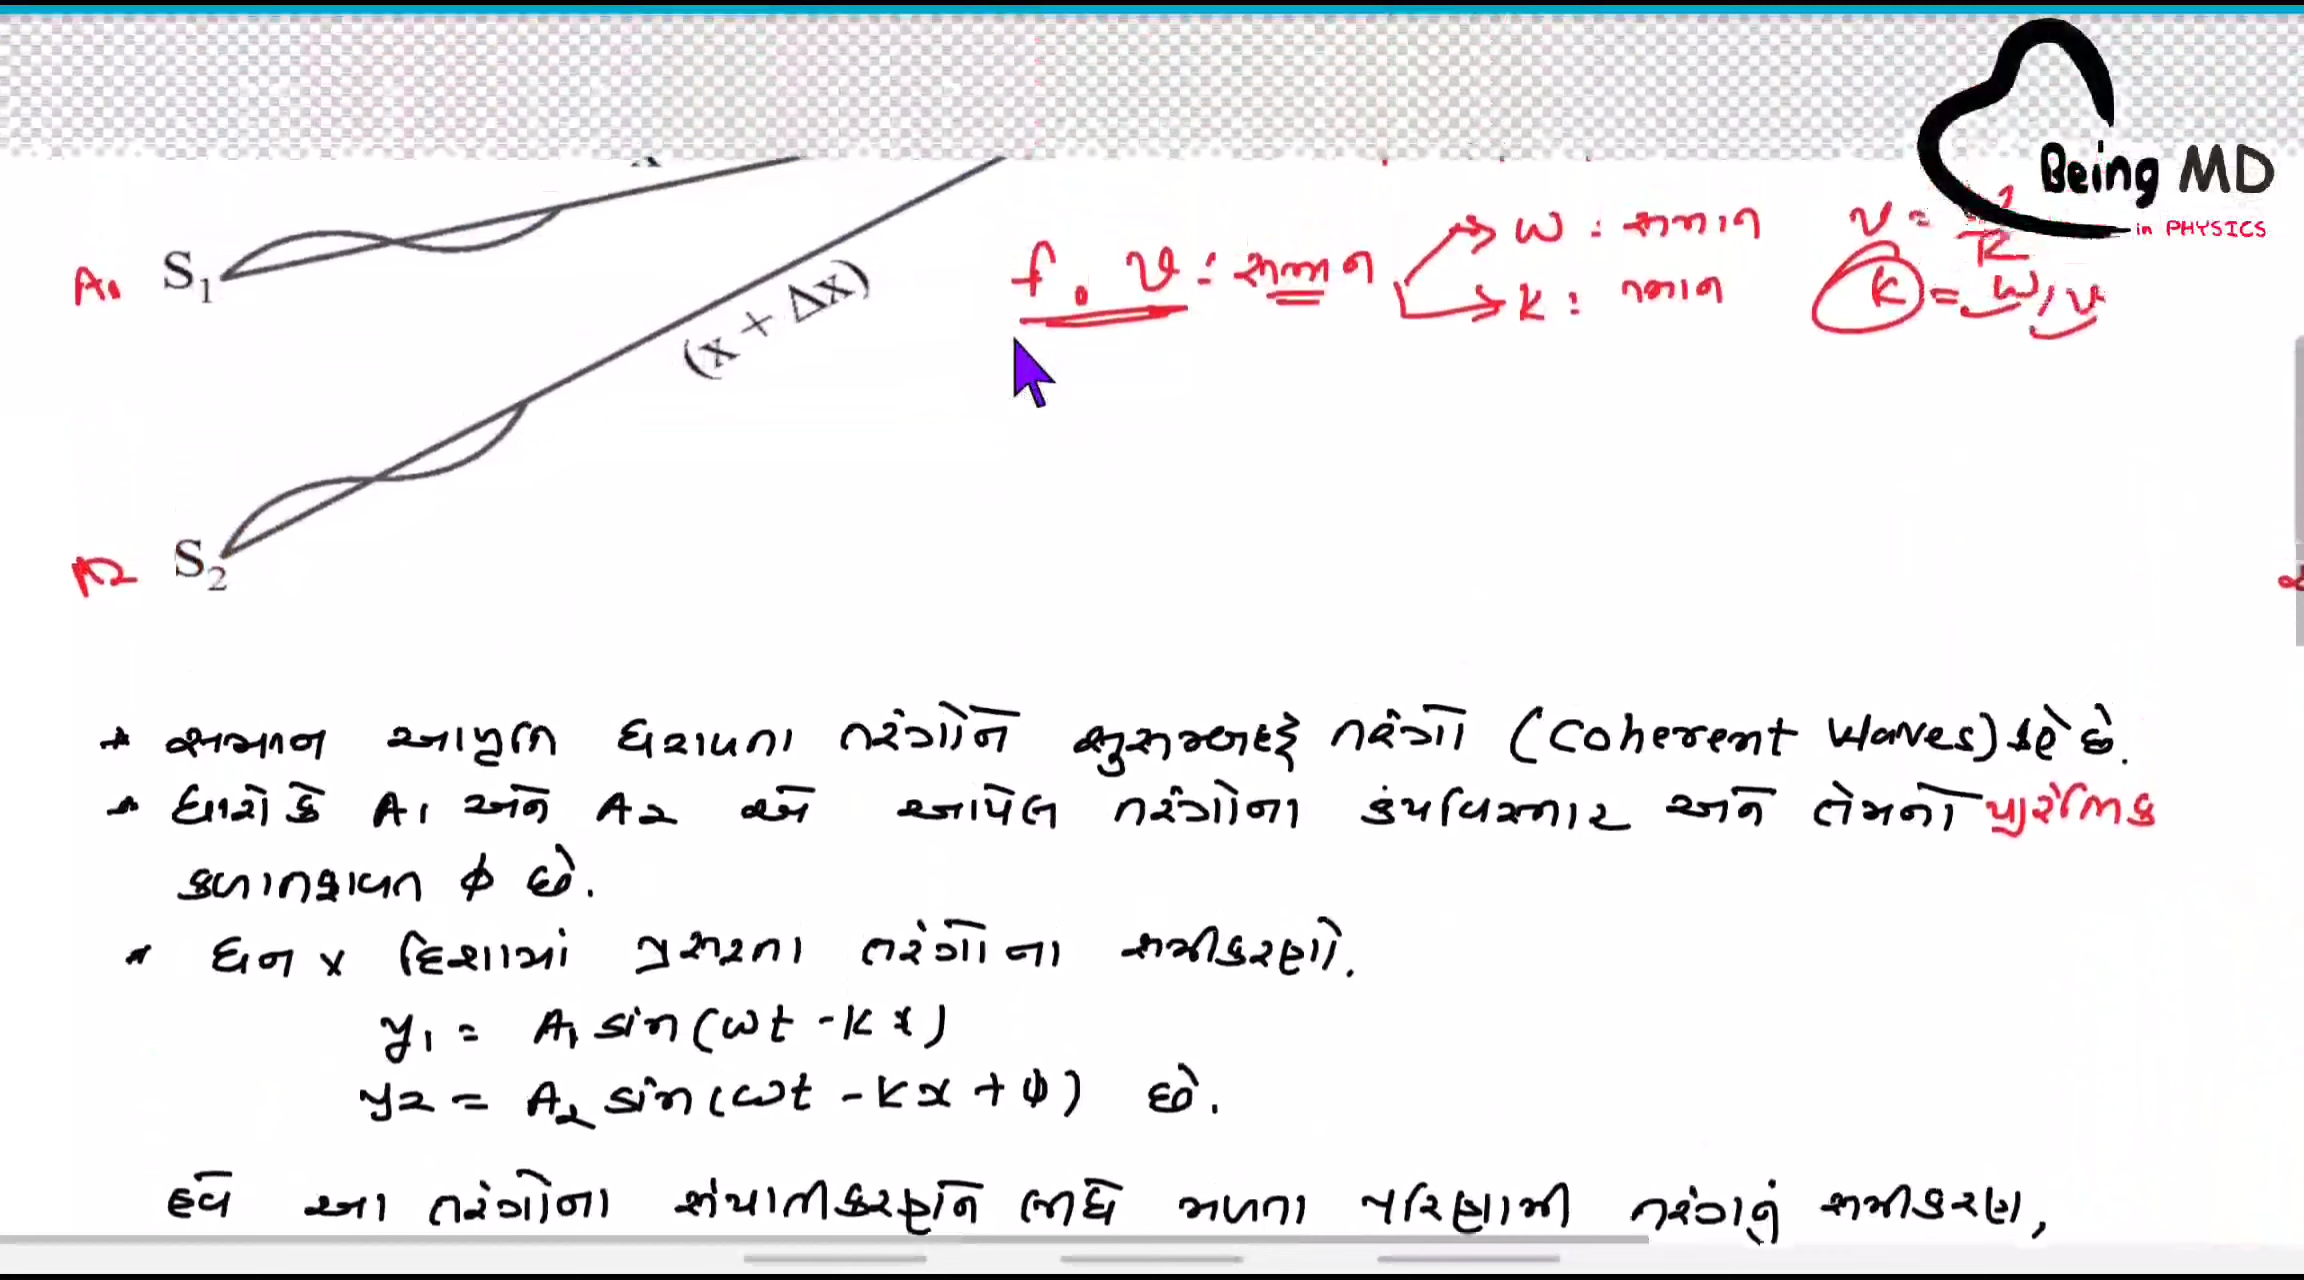 Being MD
in PHYSICS
A₁ S₁
(x + Δx)
f, v : સમાન
ω : સમાન
k : સમાન
v =
k = ω/v
A2 S₂
* સમાન આવૃત્તિ ધરાવતા તરંગોને સુસમ્બદ્ધ તરંગો (Coherent Waves) કહે છે.
* ધારો કે A1 અને A2 એ આપેલ તરંગોના કંપવિસ્તાર અને તેમનો પ્રારંભિક
કળાતફાવત ϕ છે.
* ધન x દિશામાં પ્રસરતા તરંગોના સમીકરણો.
y₁ = A₁ sin(ωt - kx)
y2 = A₂ sin(ωt - kx + ϕ) છે.
હવે આ તરંગોના સંપાતીકરણને લીધે મળતા પરિણામી તરંગનું સમીકરણ,